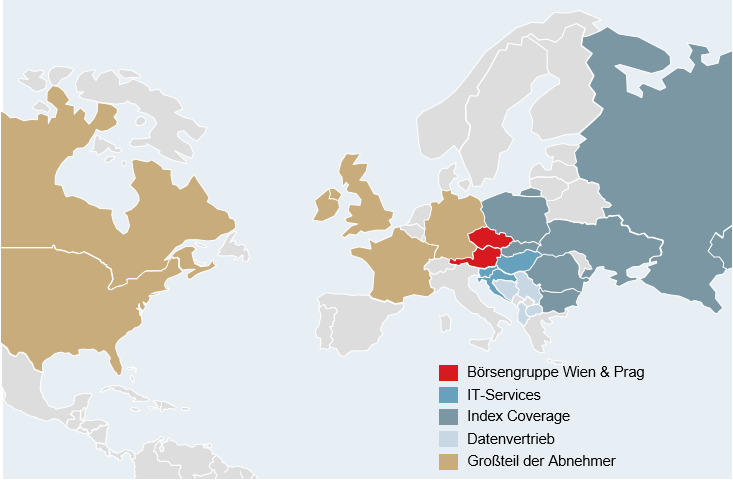 Börsengruppe Wien & Prag
IT-Services
Index Coverage
Datenvertrieb
Großteil der Abnehmer